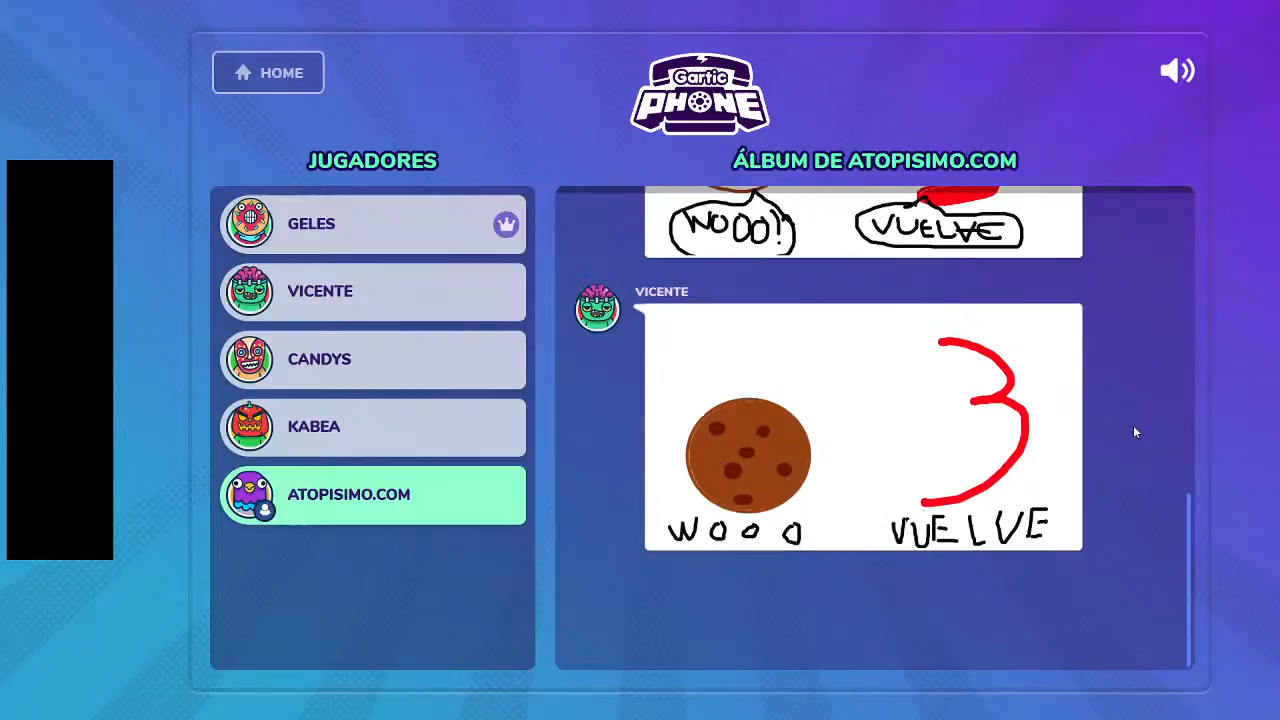 HOME
Gartic
PHONE
JUGADORES
ÁLBUM DE ATOPISIMO.COM
GELES
VICENTE
CANDYS
KABEA
ATOPISIMO.COM
WOOO!
VUELVE
VICENTE
3
WOOO
VUELVE